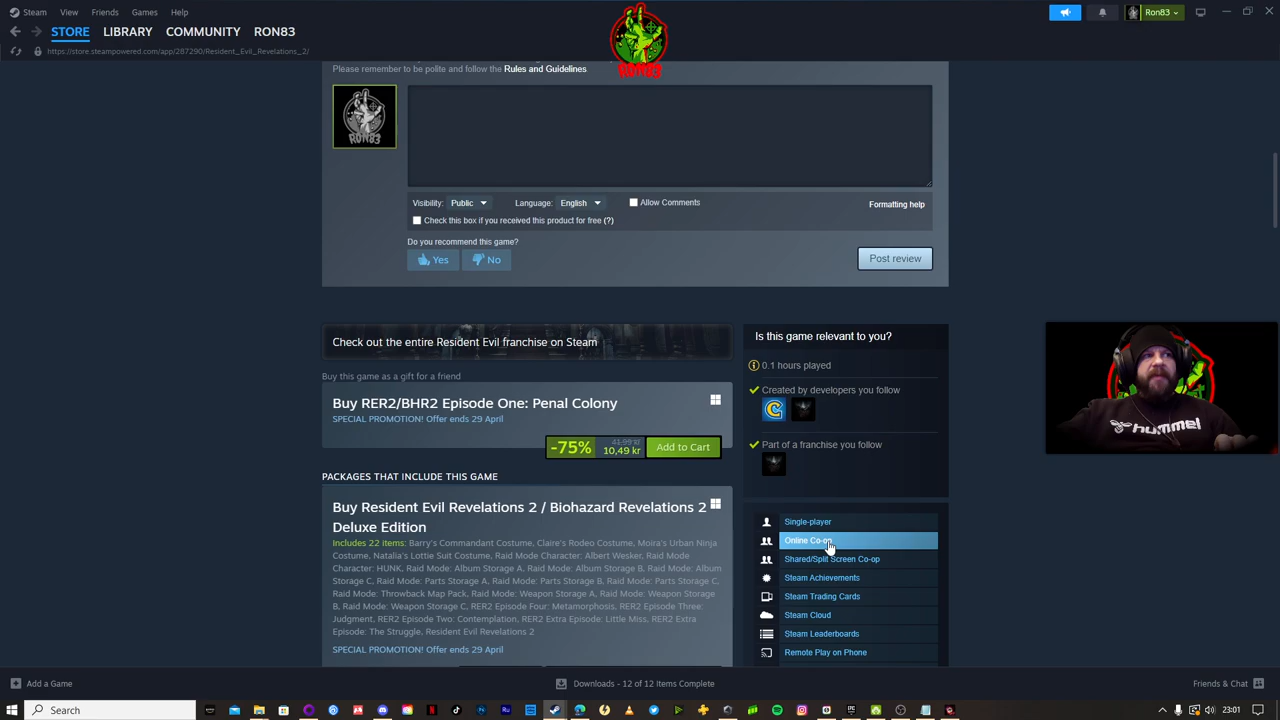 Steam View Friends Games Help
Ron83
STORE LIBRARY COMMUNITY RON83
https://store.steampowered.com/app/287290/Resident_Evil_Revelations_2/
RON83
Please remember to be polite and follow the Rules and Guidelines.
RON83
Visibility: Public Language: English Allow Comments Formatting help
Check this box if you received this product for free (?)
Do you recommend this game?
Yes No Post review
Check out the entire Resident Evil franchise on Steam
Buy this game as a gift for a friend
Buy RER2/BHR2 Episode One: Penal Colony
SPECIAL PROMOTION! Offer ends 29 April
-75% 41,99 kr 10,49 kr Add to Cart
PACKAGES THAT INCLUDE THIS GAME
Buy Resident Evil Revelations 2 / Biohazard Revelations 2
Deluxe Edition
Includes 22 items: Barry's Commandant Costume, Claire's Rodeo Costume, Moira's Urban Ninja
Costume, Natalia's Lottie Suit Costume, Raid Mode Character: Albert Wesker, Raid Mode
Character: HUNK, Raid Mode: Album Storage A, Raid Mode: Album Storage B, Raid Mode: Album
Storage C, Raid Mode: Parts Storage A, Raid Mode: Parts Storage B, Raid Mode: Parts Storage C,
Raid Mode: Throwback Map Pack, Raid Mode: Weapon Storage A, Raid Mode: Weapon Storage
B, Raid Mode: Weapon Storage C, RER2 Episode Four: Metamorphosis, RER2 Episode Three:
Judgment, RER2 Episode Two: Contemplation, RER2 Extra Episode: Little Miss, RER2 Extra
Episode: The Struggle, Resident Evil Revelations 2
SPECIAL PROMOTION! Offer ends 29 April
Is this game relevant to you?
0.1 hours played
Created by developers you follow
Part of a franchise you follow
Single-player
Online Co-op
Shared/Split Screen Co-op
Steam Achievements
Steam Trading Cards
Steam Cloud
Steam Leaderboards
Remote Play on Phone
hummel
Add a Game Downloads - 12 of 12 Items Complete Friends & Chat
Search 23:01